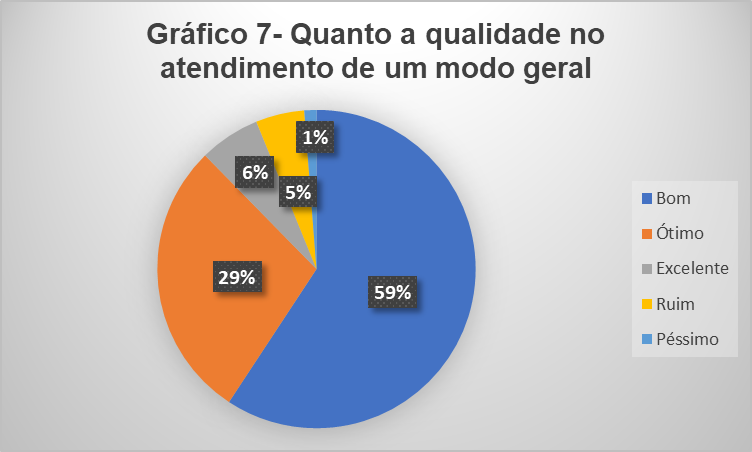 Gráfico 7- Quanto a qualidade no
atendimento de um modo geral
1%
6%
5%
29%
59%
Bom
Ótimo
Excelente
Ruim
Péssimo